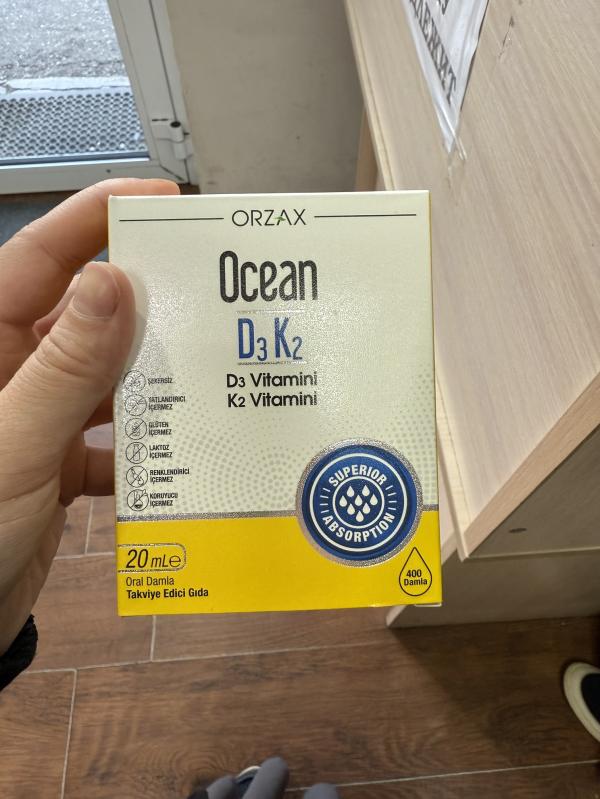 ORZAX
Ocean
D3 K2
D3 Vitamini
K2 Vitamini
ŞEKERSİZ
TATLANDIRICI
İÇERMEZ
GLÜTEN
İÇERMEZ
LAKTOZ
İÇERMEZ
RENKLENDİRİCİ
İÇERMEZ
KORUYUCU
İÇERMEZ
SUPERIOR
ABSORPTION
20 mLe
Oral Damla
Takviye Edici Gıda
400
Damla